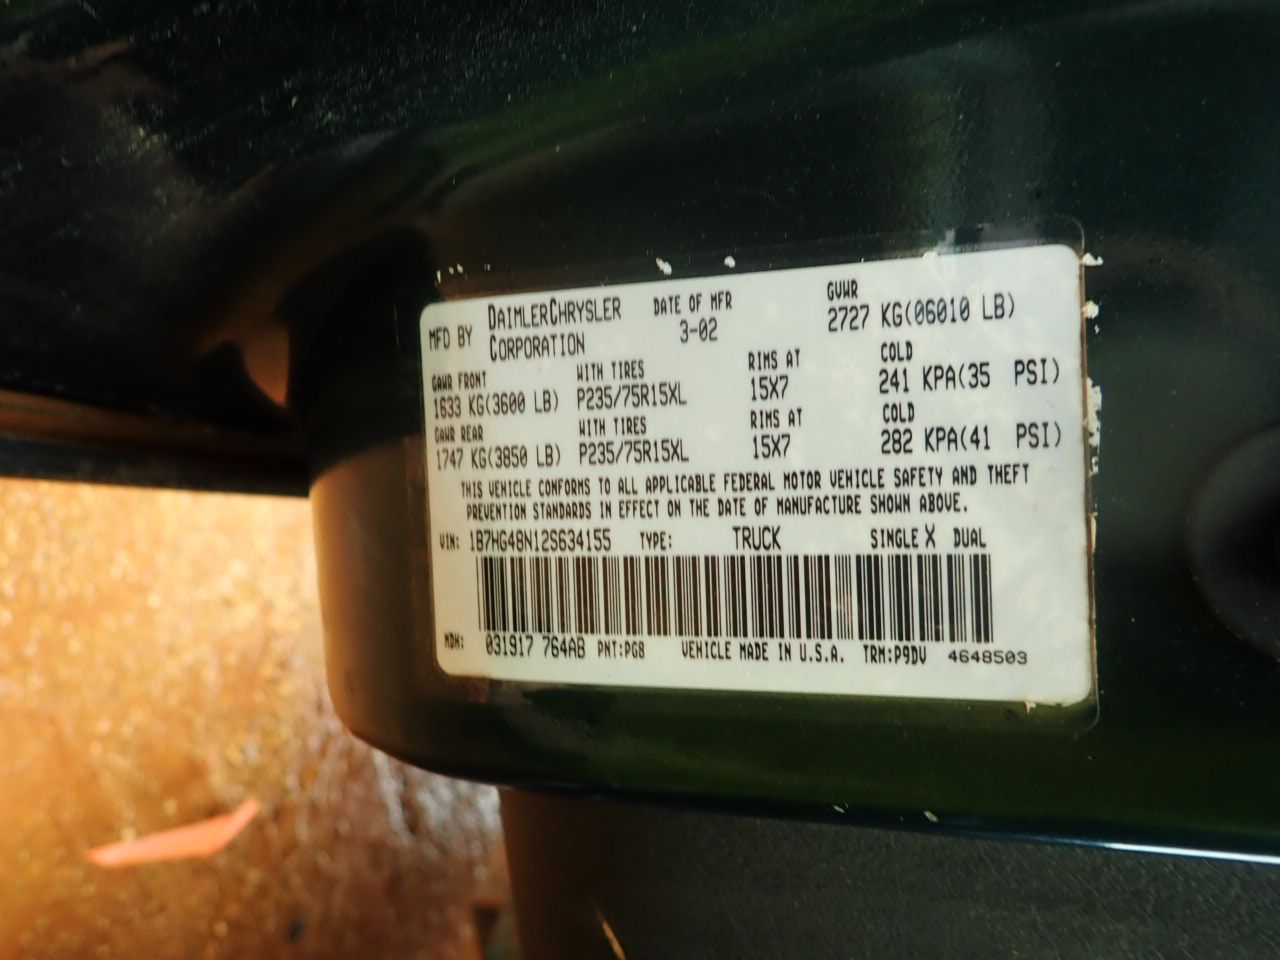 MFD BY DAIMLERCHRYSLER CORPORATION DATE OF MFR 3-02 GVWR 2727 KG(06010 LB)
GAWR FRONT WITH TIRES RIMS AT COLD
1633 KG(3600 LB) P235/75R15XL 15X7 241 KPA(35 PSI)
GAWR REAR WITH TIRES RIMS AT COLD
1747 KG(3850 LB) P235/75R15XL 15X7 282 KPA(41 PSI)
THIS VEHICLE CONFORMS TO ALL APPLICABLE FEDERAL MOTOR VEHICLE SAFETY AND THEFT
PREVENTION STANDARDS IN EFFECT ON THE DATE OF MANUFACTURE SHOWN ABOVE.
VIN: 1B7HG48N12S634155 TYPE: TRUCK SINGLE X DUAL
MDH: 031917 764AB PNT:PG8 VEHICLE MADE IN U.S.A. TRM:P9DV 4648503